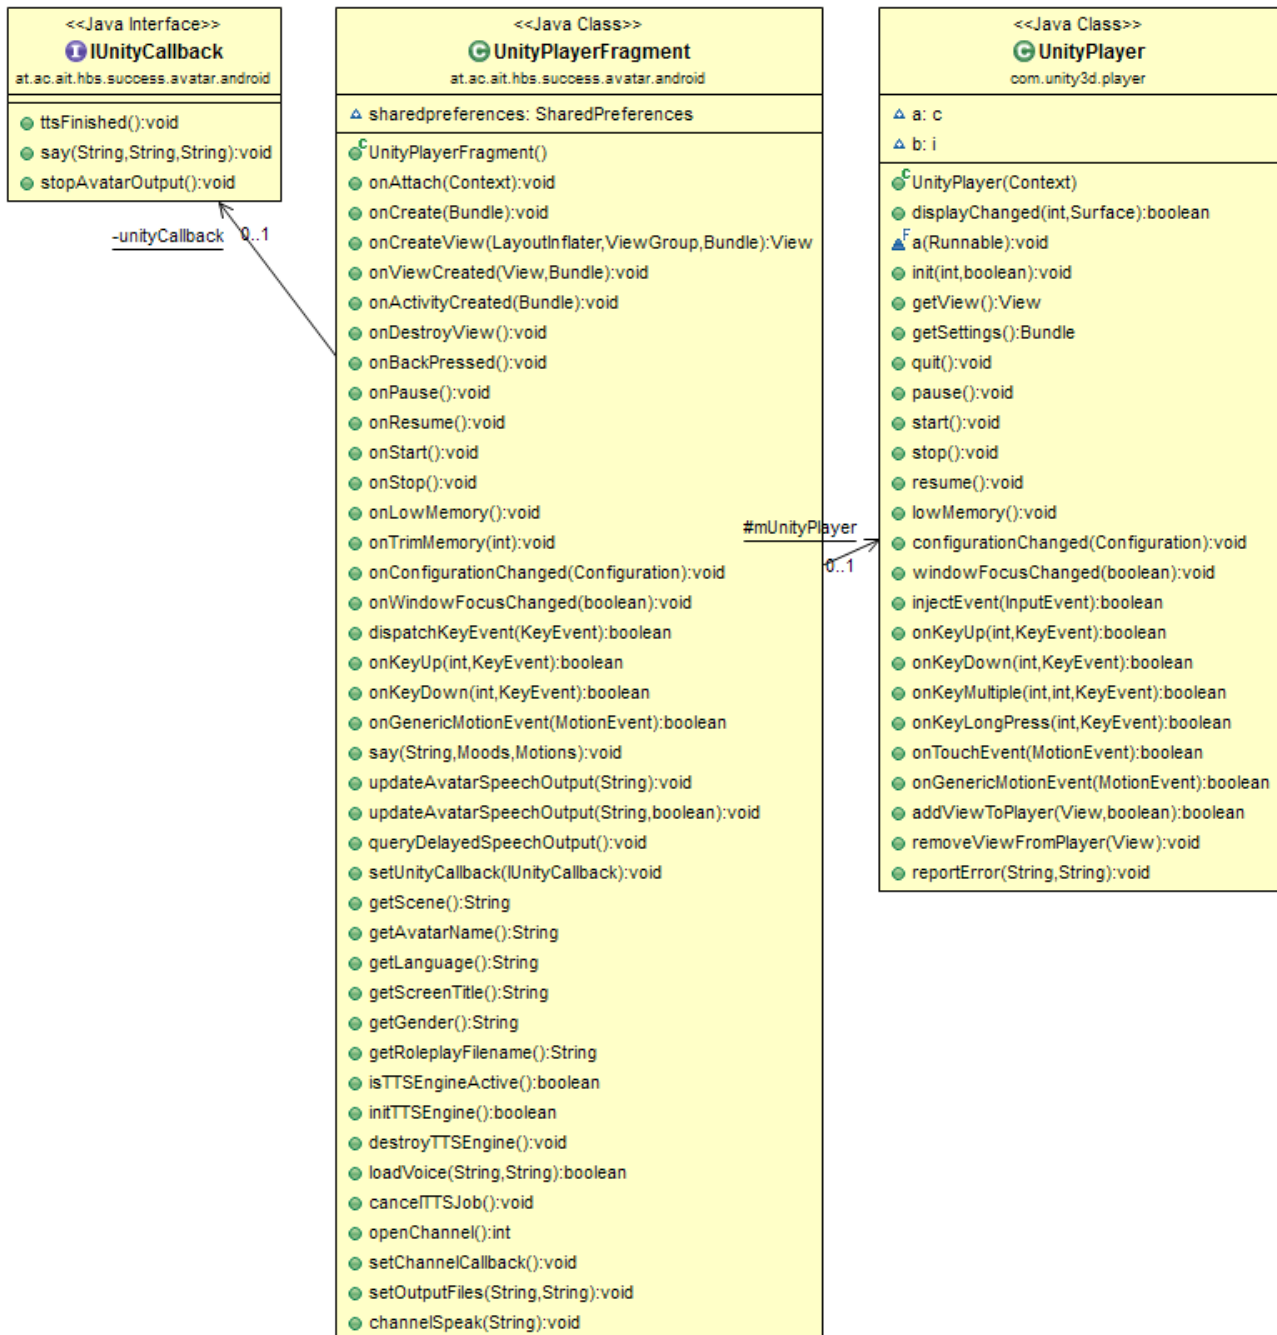 <<Java Interface>>
IUnityCallback
at.ac.ait.hbs.success.avatar.android
ttsFinished():void
say(String,String,String):void
stopAvatarOutput():void
-unityCallback 0..1
<<Java Class>>
UnityPlayerFragment
at.ac.ait.hbs.success.avatar.android
sharedpreferences: SharedPreferences
UnityPlayerFragment()
onAttach(Context):void
onCreate(Bundle):void
onCreateView(LayoutInflater,ViewGroup,Bundle):View
onViewCreated(View,Bundle):void
onActivityCreated(Bundle):void
onDestroyView():void
onBackPressed():void
onPause():void
onResume():void
onStart():void
onStop():void
onLowMemory():void
onTrimMemory(int):void
onConfigurationChanged(Configuration):void
onWindowFocusChanged(boolean):void
dispatchKeyEvent(KeyEvent):boolean
onKeyUp(int,KeyEvent):boolean
onKeyDown(int,KeyEvent):boolean
onGenericMotionEvent(MotionEvent):boolean
say(String,Moods,Motions):void
updateAvatarSpeechOutput(String):void
updateAvatarSpeechOutput(String,boolean):void
queryDelayedSpeechOutput():void
setUnityCallback(IUnityCallback):void
getScene():String
getAvatarName():String
getLanguage():String
getScreenTitle():String
getGender():String
getRoleplayFilename():String
isTTSEngineActive():boolean
initTTSEngine():boolean
destroyTTSEngine():void
loadVoice(String,String):boolean
cancelTTSJob():void
openChannel():int
setChannelCallback():void
setOutputFiles(String,String):void
channelSpeak(String):void
#mUnityPlayer
0..1
<<Java Class>>
UnityPlayer
com.unity3d.player
a: c
b: i
UnityPlayer(Context)
displayChanged(int,Surface):boolean
a(Runnable):void
init(int,boolean):void
getView():View
getSettings():Bundle
quit():void
pause():void
start():void
stop():void
resume():void
lowMemory():void
configurationChanged(Configuration):void
windowFocusChanged(boolean):void
injectEvent(InputEvent):boolean
onKeyUp(int,KeyEvent):boolean
onKeyDown(int,KeyEvent):boolean
onKeyMultiple(int,int,KeyEvent):boolean
onKeyLongPress(int,KeyEvent):boolean
onTouchEvent(MotionEvent):boolean
onGenericMotionEvent(MotionEvent):boolean
addViewToPlayer(View,boolean):boolean
removeViewFromPlayer(View):void
reportError(String,String):void